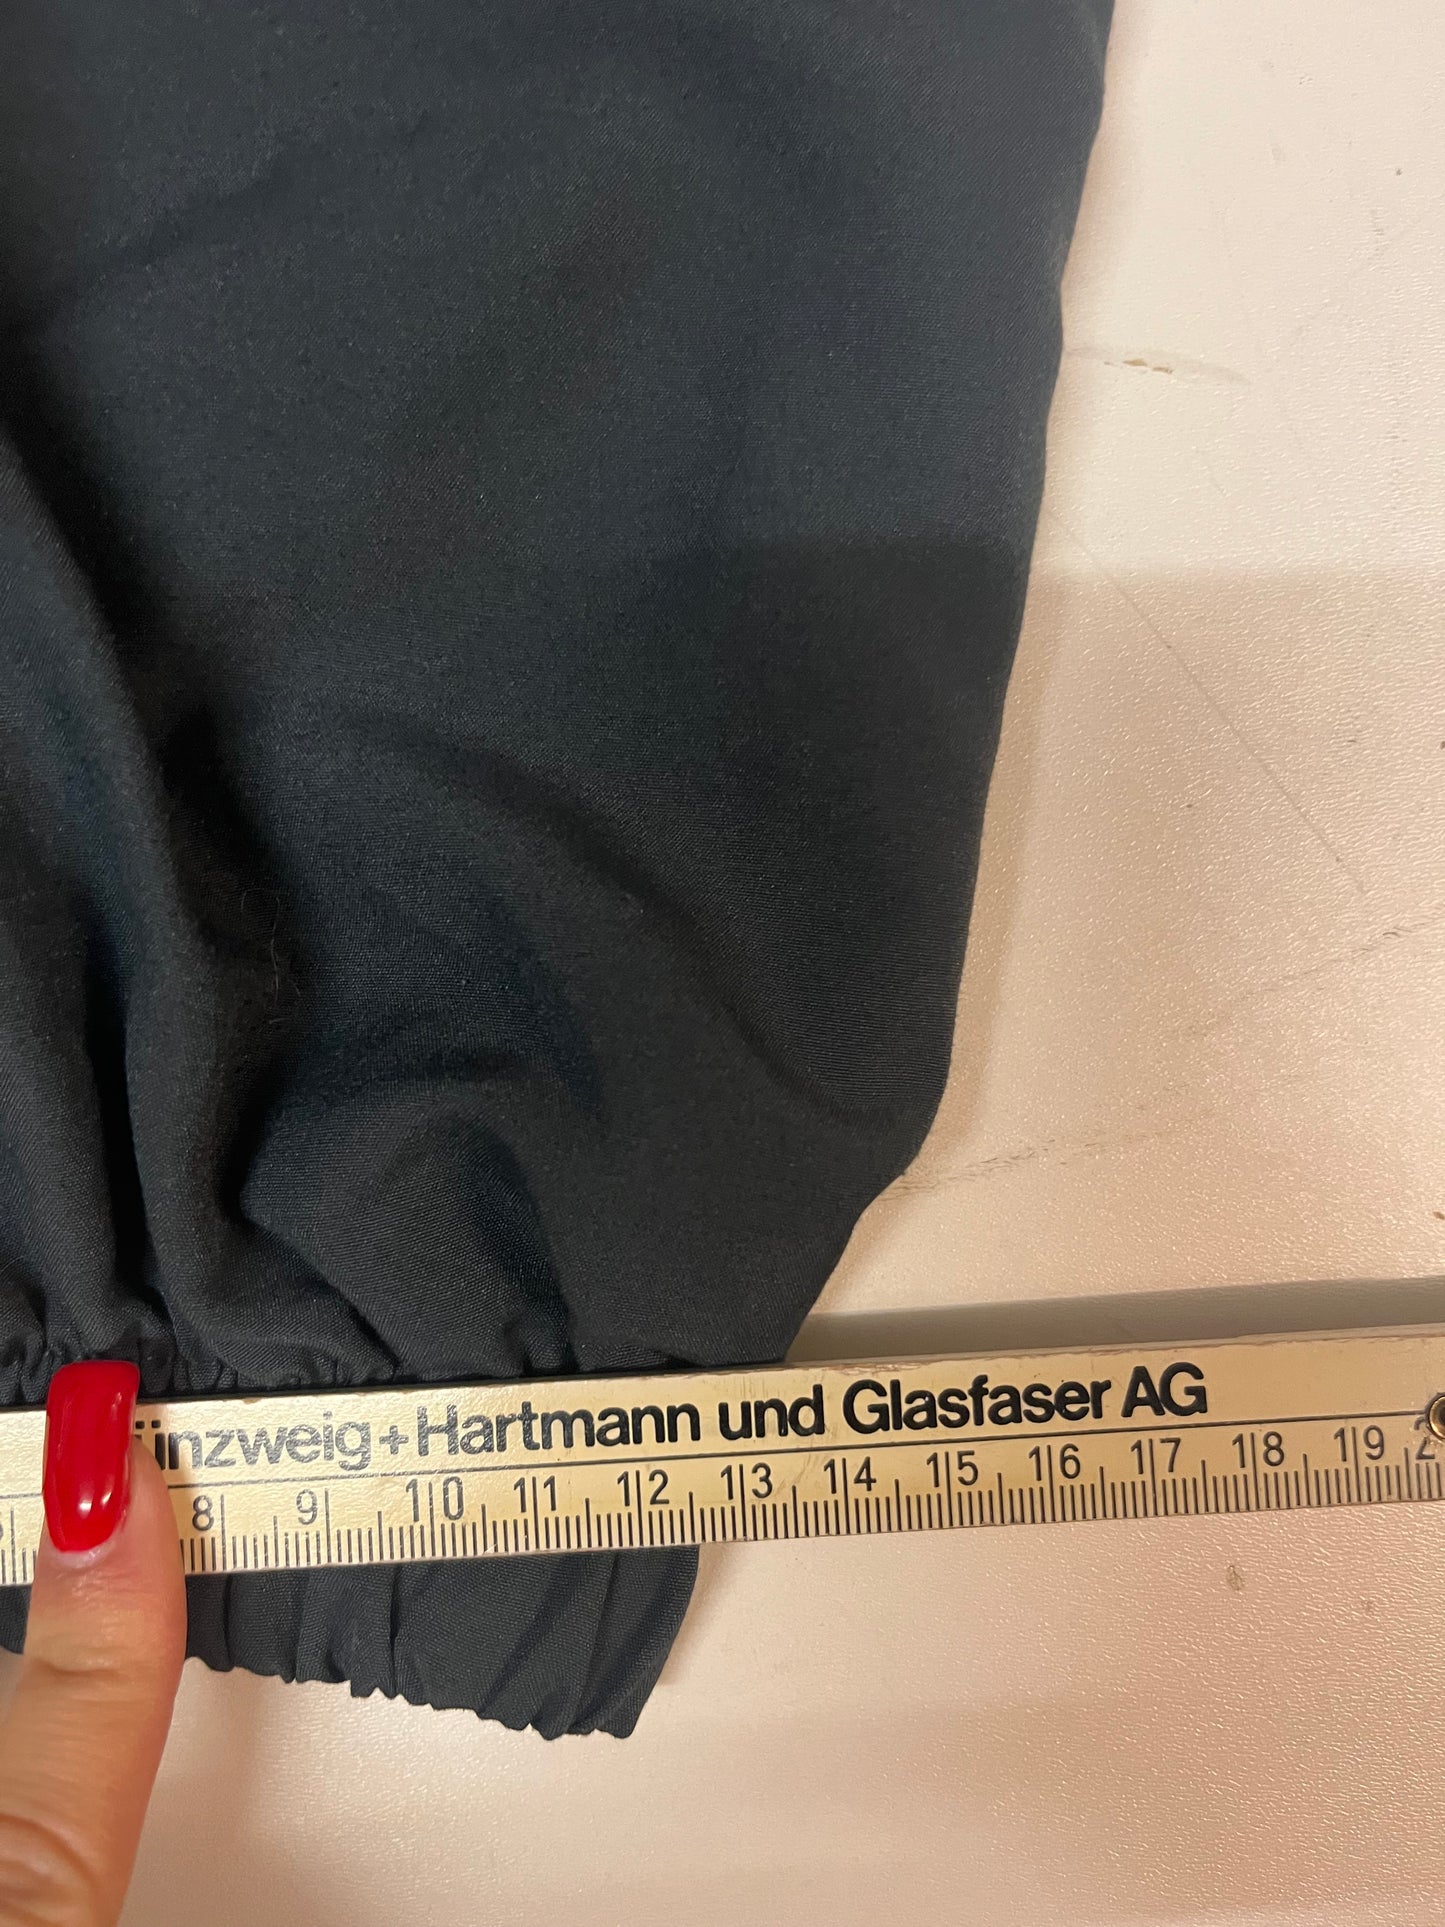 ünzweig+Hartmann und Glasfaser AG
8 9 10 11 12 13 14 15 16 17 18 19